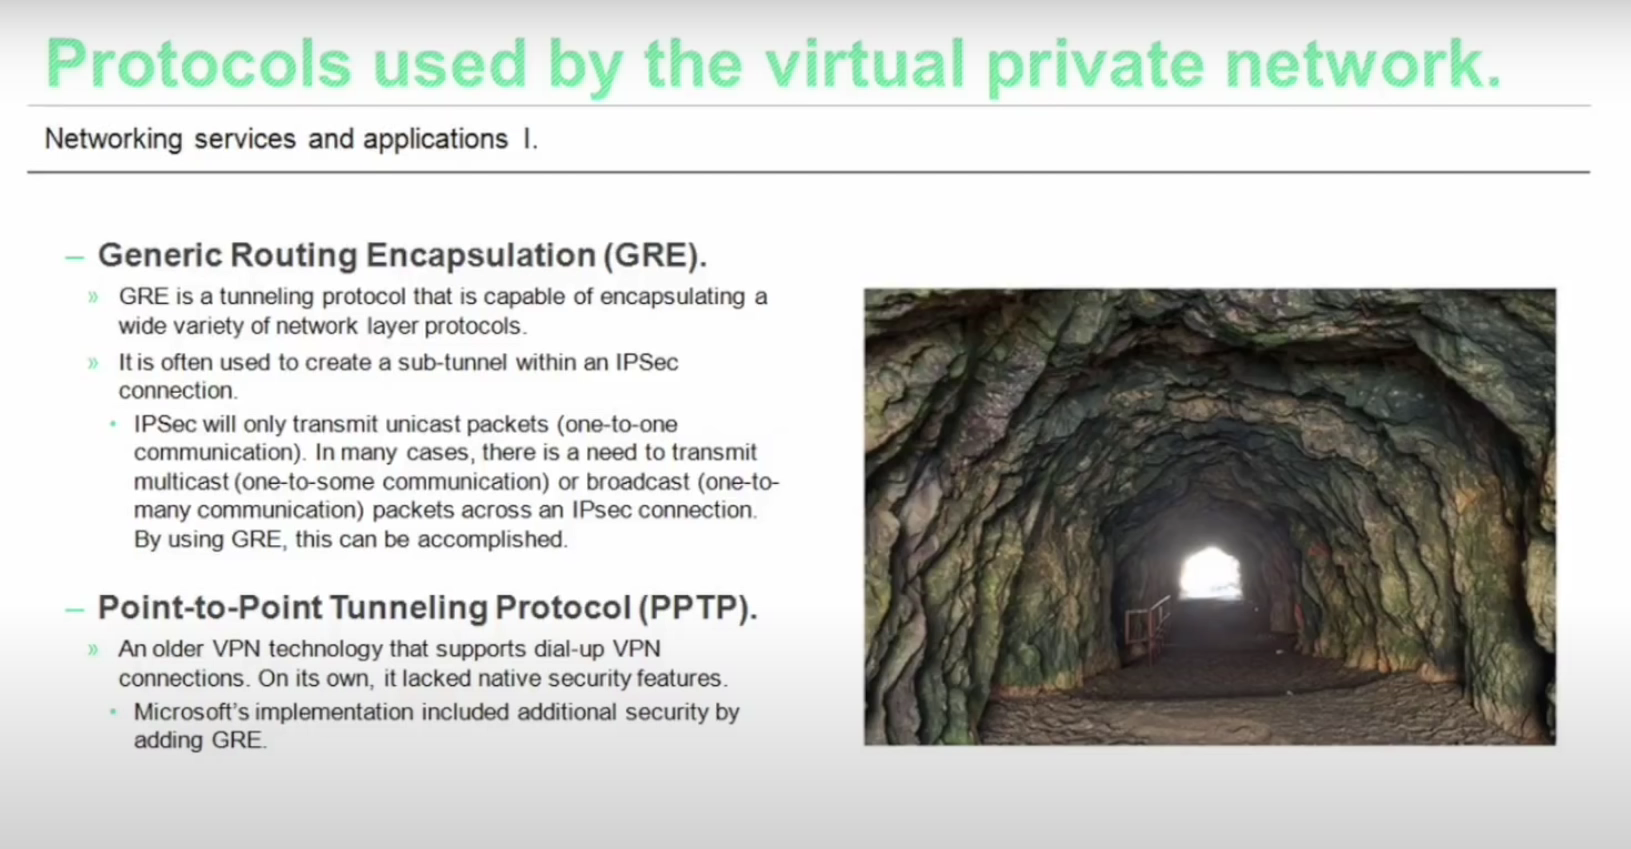 Protocols used by the virtual private network.
Networking services and applications I.
– Generic Routing Encapsulation (GRE).
» GRE is a tunneling protocol that is capable of encapsulating a
wide variety of network layer protocols.
» It is often used to create a sub-tunnel within an IPSec
connection.
• IPSec will only transmit unicast packets (one-to-one
communication). In many cases, there is a need to transmit
multicast (one-to-some communication) or broadcast (one-to-
many communication) packets across an IPsec connection.
By using GRE, this can be accomplished.
– Point-to-Point Tunneling Protocol (PPTP).
» An older VPN technology that supports dial-up VPN
connections. On its own, it lacked native security features.
• Microsoft's implementation included additional security by
adding GRE.